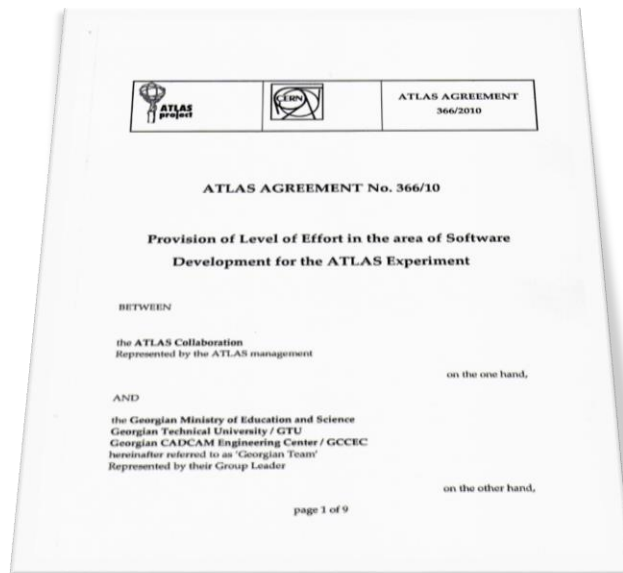 ATLAS
project
CERN
ATLAS AGREEMENT
366/2010
ATLAS AGREEMENT No. 366/10
Provision of Level of Effort in the area of Software
Development for the ATLAS Experiment
BETWEEN
the ATLAS Collaboration
Represented by the ATLAS management
on the one hand,
AND
the Georgian Ministry of Education and Science
Georgian Technical University / GTU
Georgian CADCAM Engineering Center / GCCEC
hereinafter referred to as 'Georgian Team'
Represented by their Group Leader
on the other hand,
page 1 of 9